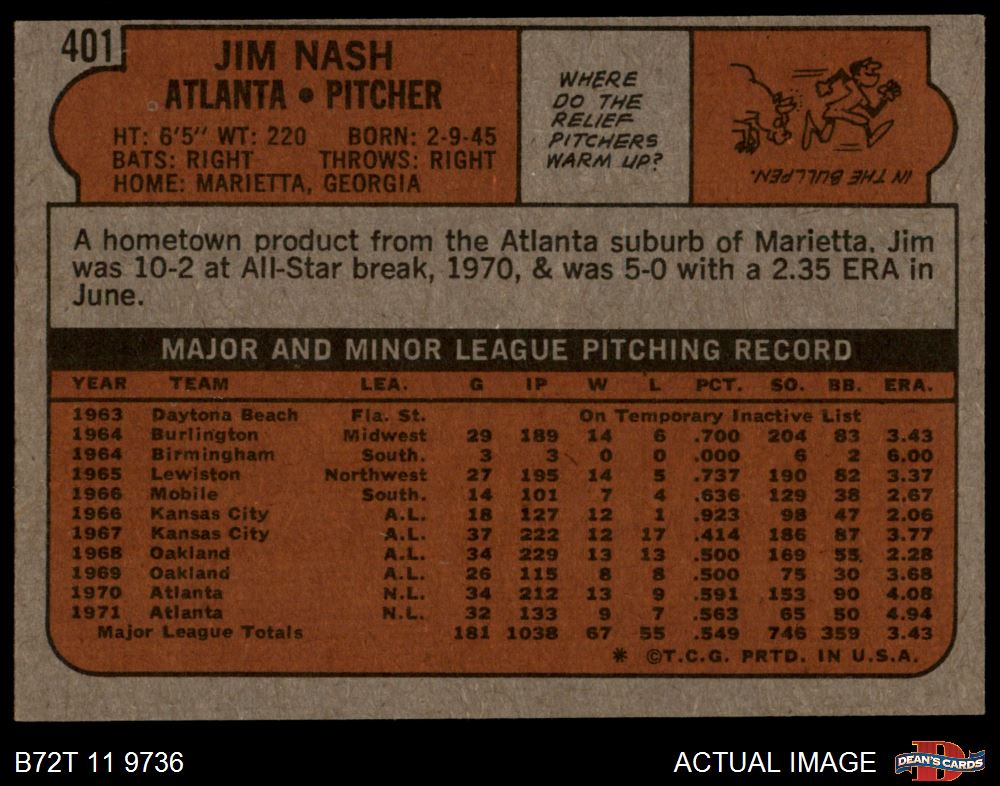 401
JIM NASH
ATLANTA • PITCHER
HT: 6'5" WT: 220 BORN: 2-9-45
BATS: RIGHT THROWS: RIGHT
HOME: MARIETTA, GEORGIA
WHERE
DO THE
RELIEF
PITCHERS
WARM UP?
IN THE BULLPEN.
A hometown product from the Atlanta suburb of Marietta, Jim
was 10-2 at All-Star break, 1970, & was 5-0 with a 2.35 ERA in
June.
MAJOR AND MINOR LEAGUE PITCHING RECORD
YEAR TEAM LEA. G IP W L PCT. SO. BB. ERA.
1963 Daytona Beach Fla. St. On Temporary Inactive List
1964 Burlington Midwest 29 189 14 6 .700 204 83 3.43
1964 Birmingham South. 3 3 0 0 .000 6 2 6.00
1965 Lewiston Northwest 27 195 14 5 .737 190 82 3.37
1966 Mobile South. 14 101 7 4 .636 129 38 2.67
1966 Kansas City A.L. 18 127 12 1 .923 98 47 2.06
1967 Kansas City A.L. 37 222 12 17 .414 186 87 3.77
1968 Oakland A.L. 34 229 13 13 .500 169 55 2.28
1969 Oakland A.L. 26 115 8 8 .500 75 30 3.68
1970 Atlanta N.L. 34 212 13 9 .591 153 90 4.08
1971 Atlanta N.L. 32 133 9 7 .563 65 50 4.94
Major League Totals 181 1038 67 55 .549 746 359 3.43
* ©T.C.G. PRTD. IN U.S.A.
B72T 11 9736 ACTUAL IMAGE
DEAN'S CARDS